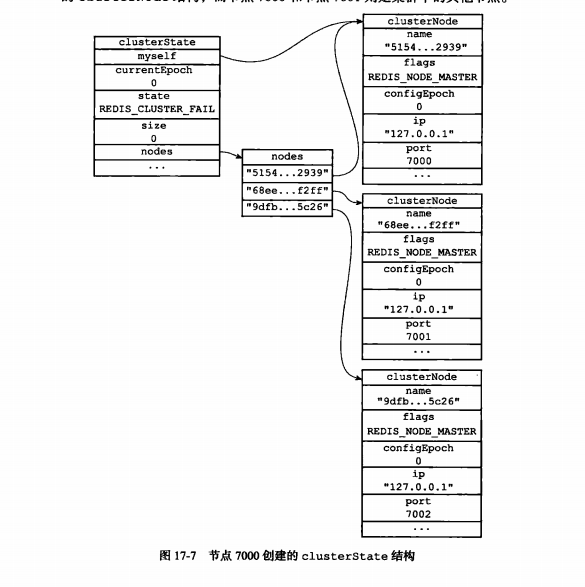 clusterState
myself
currentEpoch
0
state
REDIS_CLUSTER_FAIL
size
0
nodes
...
nodes
"5154...2939"
"68ee...f2ff"
"9dfb...5c26"
clusterNode
name
"5154...2939"
flags
REDIS_NODE_MASTER
configEpoch
0
ip
"127.0.0.1"
port
7000
...
clusterNode
name
"68ee...f2ff"
flags
REDIS_NODE_MASTER
configEpoch
0
ip
"127.0.0.1"
port
7001
...
clusterNode
name
"9dfb...5c26"
flags
REDIS_NODE_MASTER
configEpoch
0
ip
"127.0.0.1"
port
7002
...
图 17-7 节点 7000 创建的 clusterState 结构